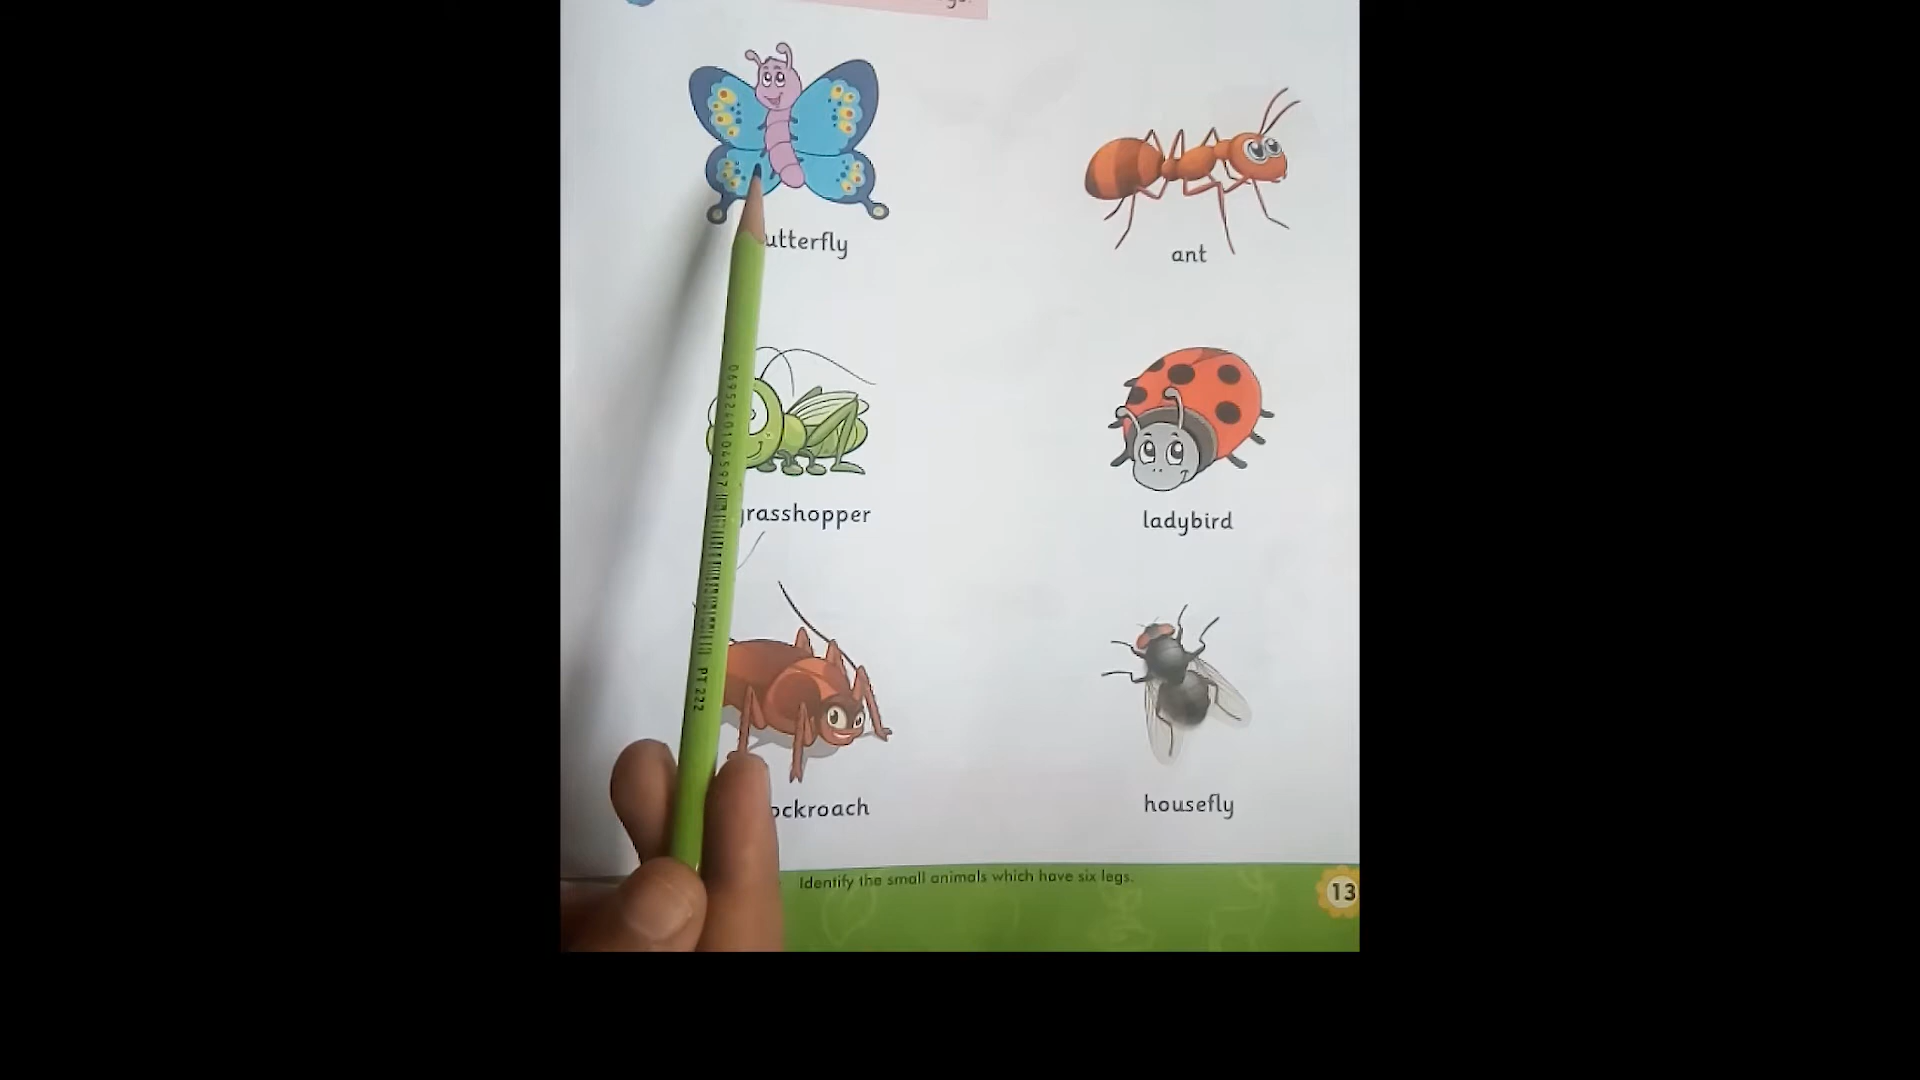 utterfly
ant
grasshopper
ladybird
ockroach
housefly
Identify the small animals which have six legs.
13
PT 222